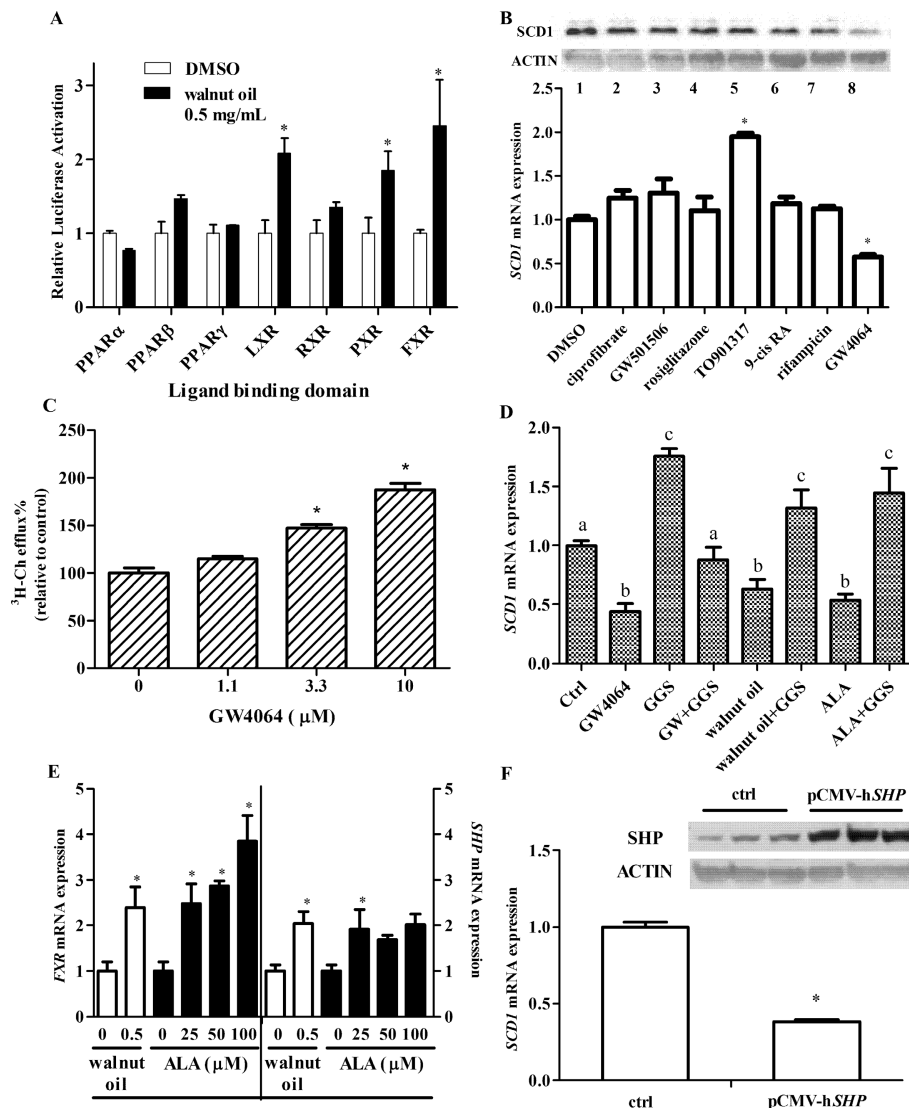 A
DMSO
walnut oil
0.5 mg/mL
Relative Luciferase Activation
3
2
1
0
*
*
*
PPARα
PPARβ
PPARγ
LXR
RXR
PXR
FXR
Ligand binding domain
B
SCD1
ACTIN
1 2 3 4 5 6 7 8
SCD1 mRNA expression
2.5
2.0
1.5
1.0
0.5
0.0
*
*
DMSO
ciprofibrate
GW501506
rosiglitazone
TO901317
9-cis RA
rifampicin
GW4064
C
³H-Ch efflux%
(relative to control)
250
200
150
100
50
0
*
*
0 1.1 3.3 10
GW4064 ( μM)
D
SCD1 mRNA expression
2.0
1.5
1.0
0.5
0.0
a b c a b c b c
Ctrl
GW4064
GGS
GW+GGS
walnut oil
walnut oil+GGS
ALA
ALA+GGS
E
FXR mRNA expression
5
4
3
2
1
0
* * * *
* *
5
4
3
2
1
0
SHP mRNA expression
0 0.5 0 25 50 100 0 0.5 0 25 50 100
walnut oil
ALA ( μM)
walnut oil
ALA ( μM)
F
ctrl pCMV-hSHP
SHP
ACTIN
SCD1 mRNA expression
1.5
1.0
0.5
0.0
*
ctrl pCMV-hSHP